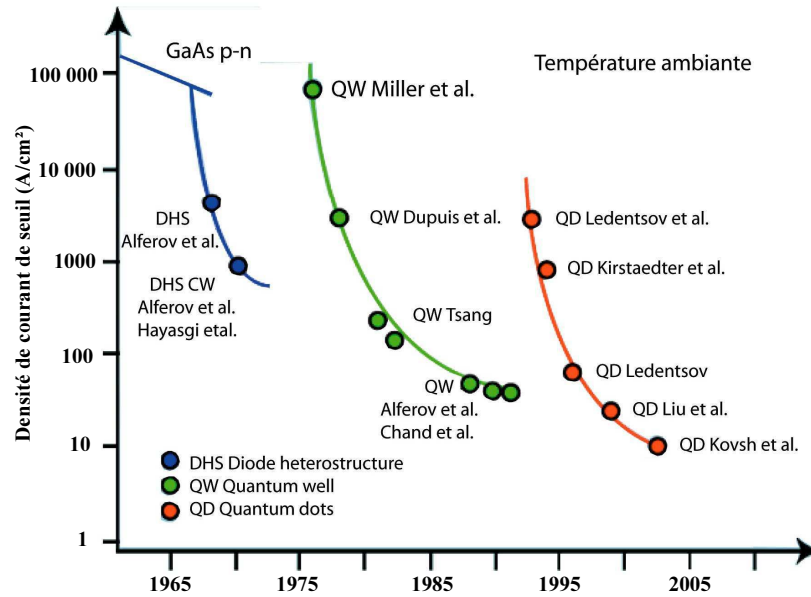 Densité de courant de seuil (A/cm²)
100 000
10 000
1000
100
10
1
GaAs p-n
Température ambiante
QW Miller et al.
DHS
Alferov et al.
DHS CW
Alferov et al.
Hayasgi etal.
QW Dupuis et al.
QW Tsang
QW
Alferov et al.
Chand et al.
QD Ledentsov et al.
QD Kirstaedter et al.
QD Ledentsov
QD Liu et al.
QD Kovsh et al.
DHS Diode heterostructure
QW Quantum well
QD Quantum dots
1965
1975
1985
1995
2005